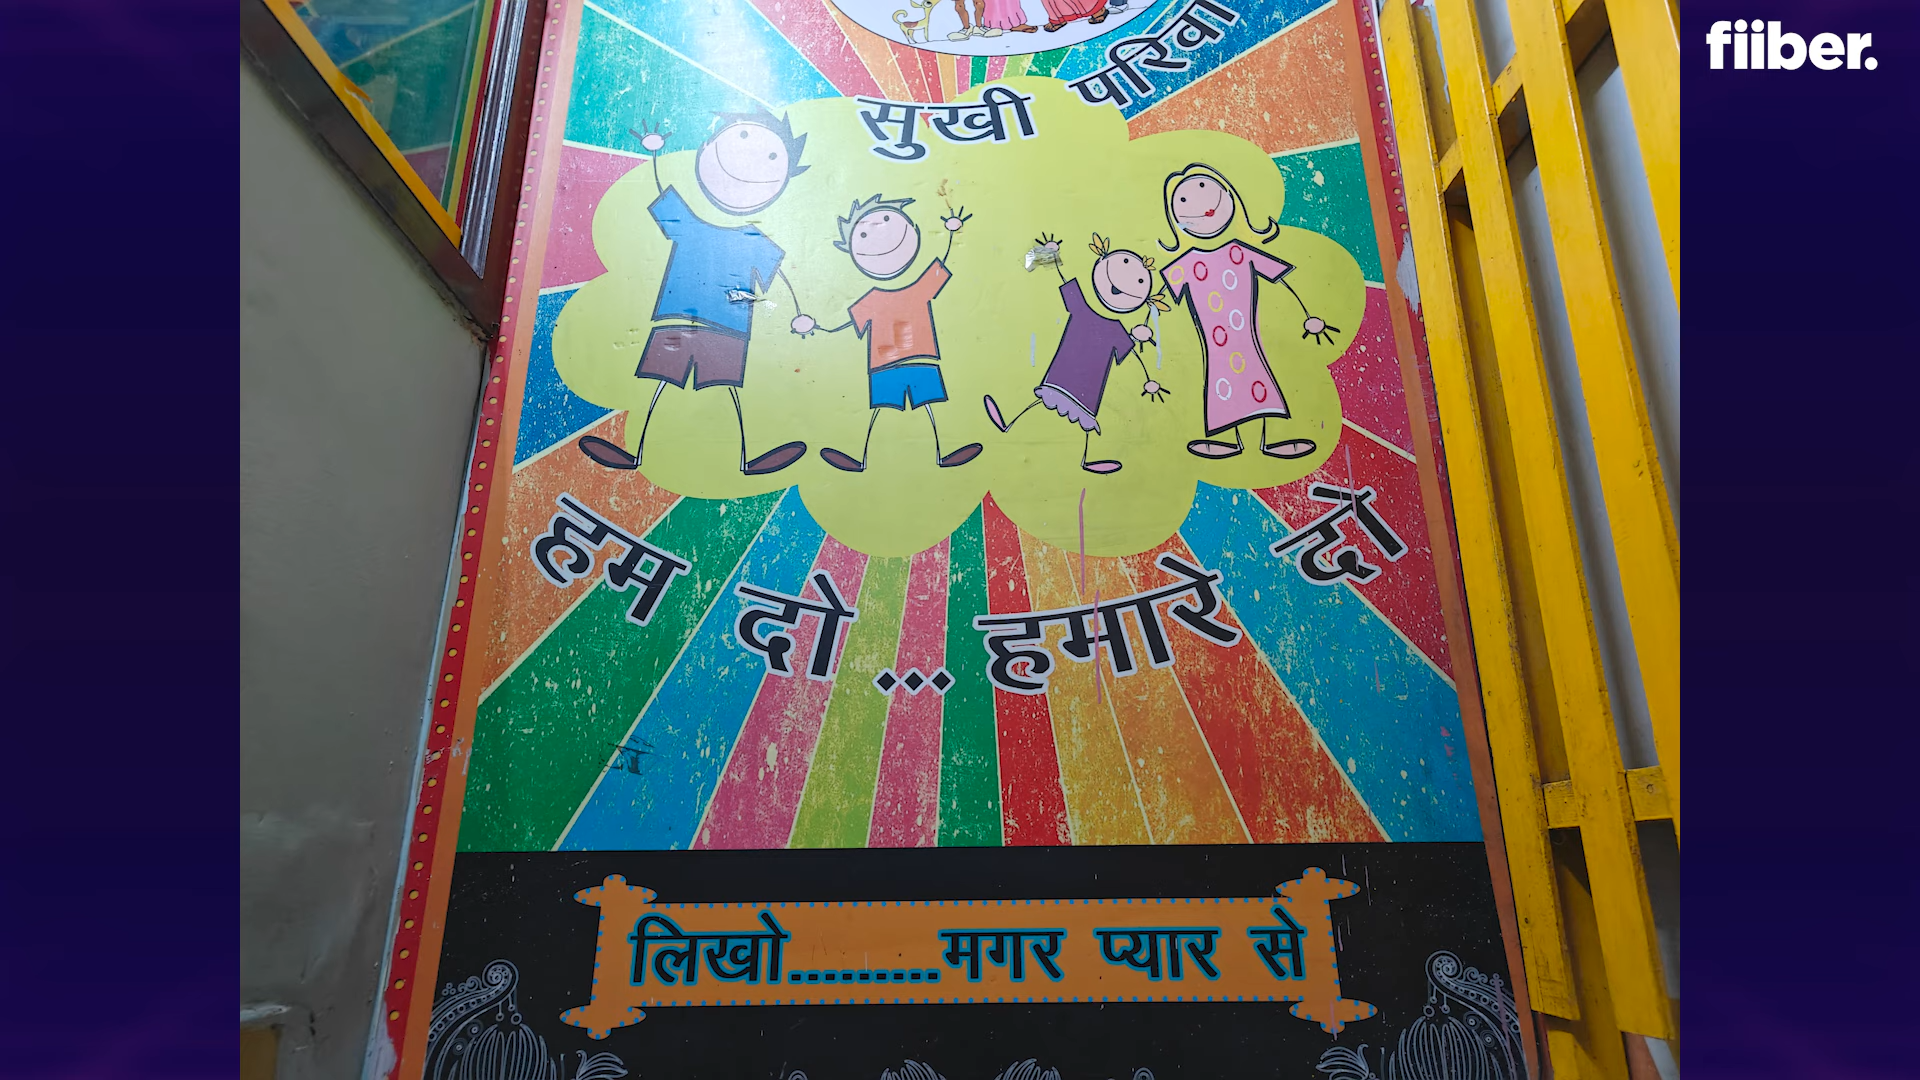 fiiber.
सुखी
हम दो... हमारे दो
लिखो.........मगर प्यार से